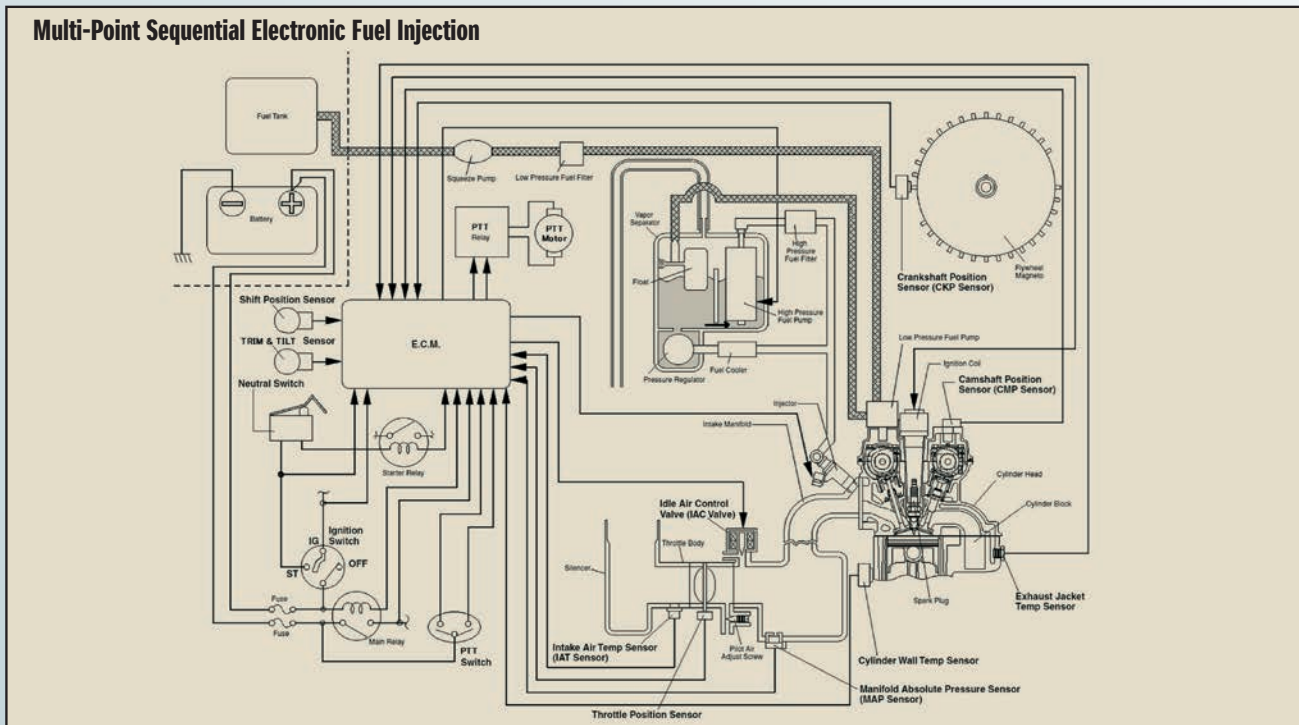 Multi-Point Sequential Electronic Fuel Injection
Fuel Tank
Squeeze Pump
Low Pressure Fuel Filter
Battery
Vapor
Separator
PTT
Relay
PTT
Motor
High
Pressure
Fuel Filter
Float
High Pressure
Fuel Pump
Flywheel
Magneto
Crankshaft Position
Sensor (CKP Sensor)
Shift Position Sensor
TRIM & TILT Sensor
E.C.M.
Pressure Regulator
Fuel Cooler
Low Pressure Fuel Pump
Ignition Coil
Camshaft Position
Sensor (CMP Sensor)
Neutral Switch
Injector
Intake Manifold
Starter Relay
Cylinder Head
Cylinder Block
Idle Air Control
Valve (IAC Valve)
Throttle Body
Ignition
Switch
IG
ST
OFF
Silencer
Fuse
Fuse
Main Relay
Spark Plug
Exhaust Jacket
Temp Sensor
PTT
Switch
Intake Air Temp Sensor
(IAT Sensor)
Pilot Air
Adjust Screw
Cylinder Wall Temp Sensor
Manifold Absolute Pressure Sensor
(MAP Sensor)
Throttle Position Sensor